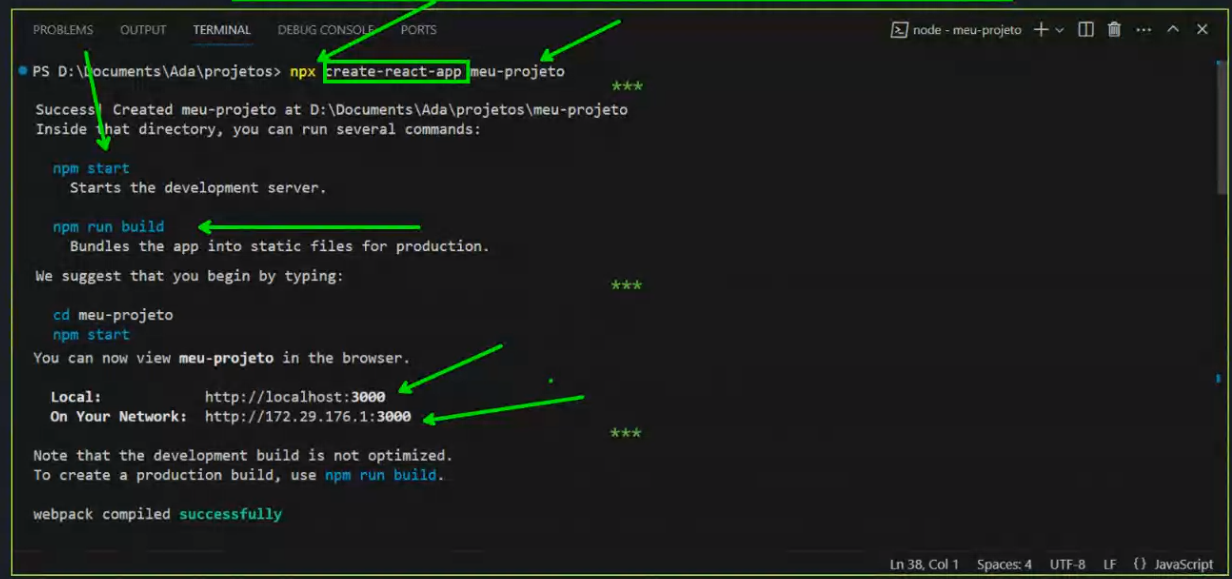 PROBLEMS OUTPUT TERMINAL DEBUG CONSOLE PORTS node - meu-projeto
PS D:\Documents\Ada\projetos> npx create-react-app meu-projeto
***
Success! Created meu-projeto at D:\Documents\Ada\projetos\meu-projeto
Inside that directory, you can run several commands:
npm start
Starts the development server.
npm run build
Bundles the app into static files for production.
We suggest that you begin by typing:
***
cd meu-projeto
npm start
You can now view meu-projeto in the browser.
Local: http://localhost:3000
On Your Network: http://172.29.176.1:3000
***
Note that the development build is not optimized.
To create a production build, use npm run build.
webpack compiled successfully
Ln 38, Col 1 Spaces: 4 UTF-8 LF {} JavaScript